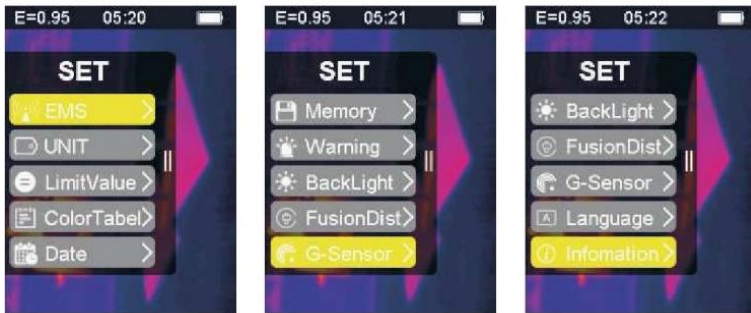 E=0.95 05:20
SET
EMS
UNIT
LimitValue
ColorTabel
Date
E=0.95 05:21
SET
Memory
Warning
BackLight
FusionDist
G-Sensor
E=0.95 05:22
SET
BackLight
FusionDist
G-Sensor
A Language
Infomation